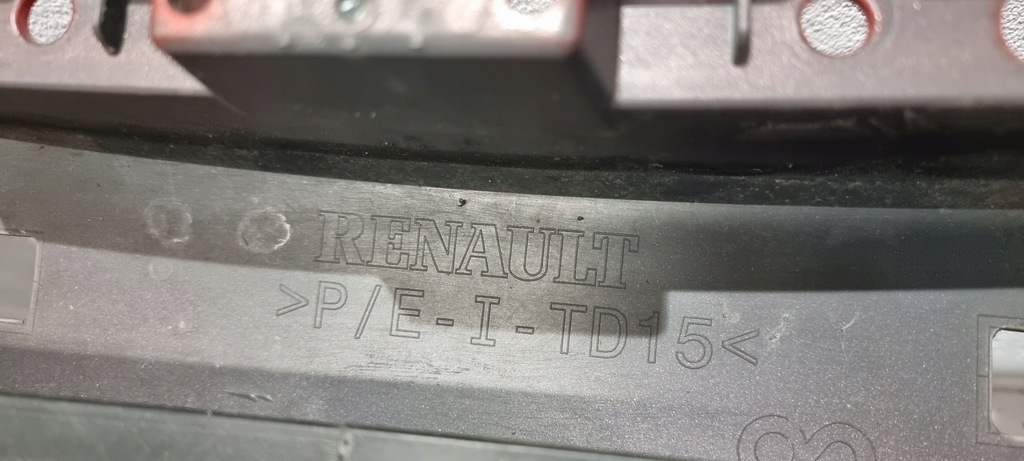 RENAULT
>P/E-I-TD15<